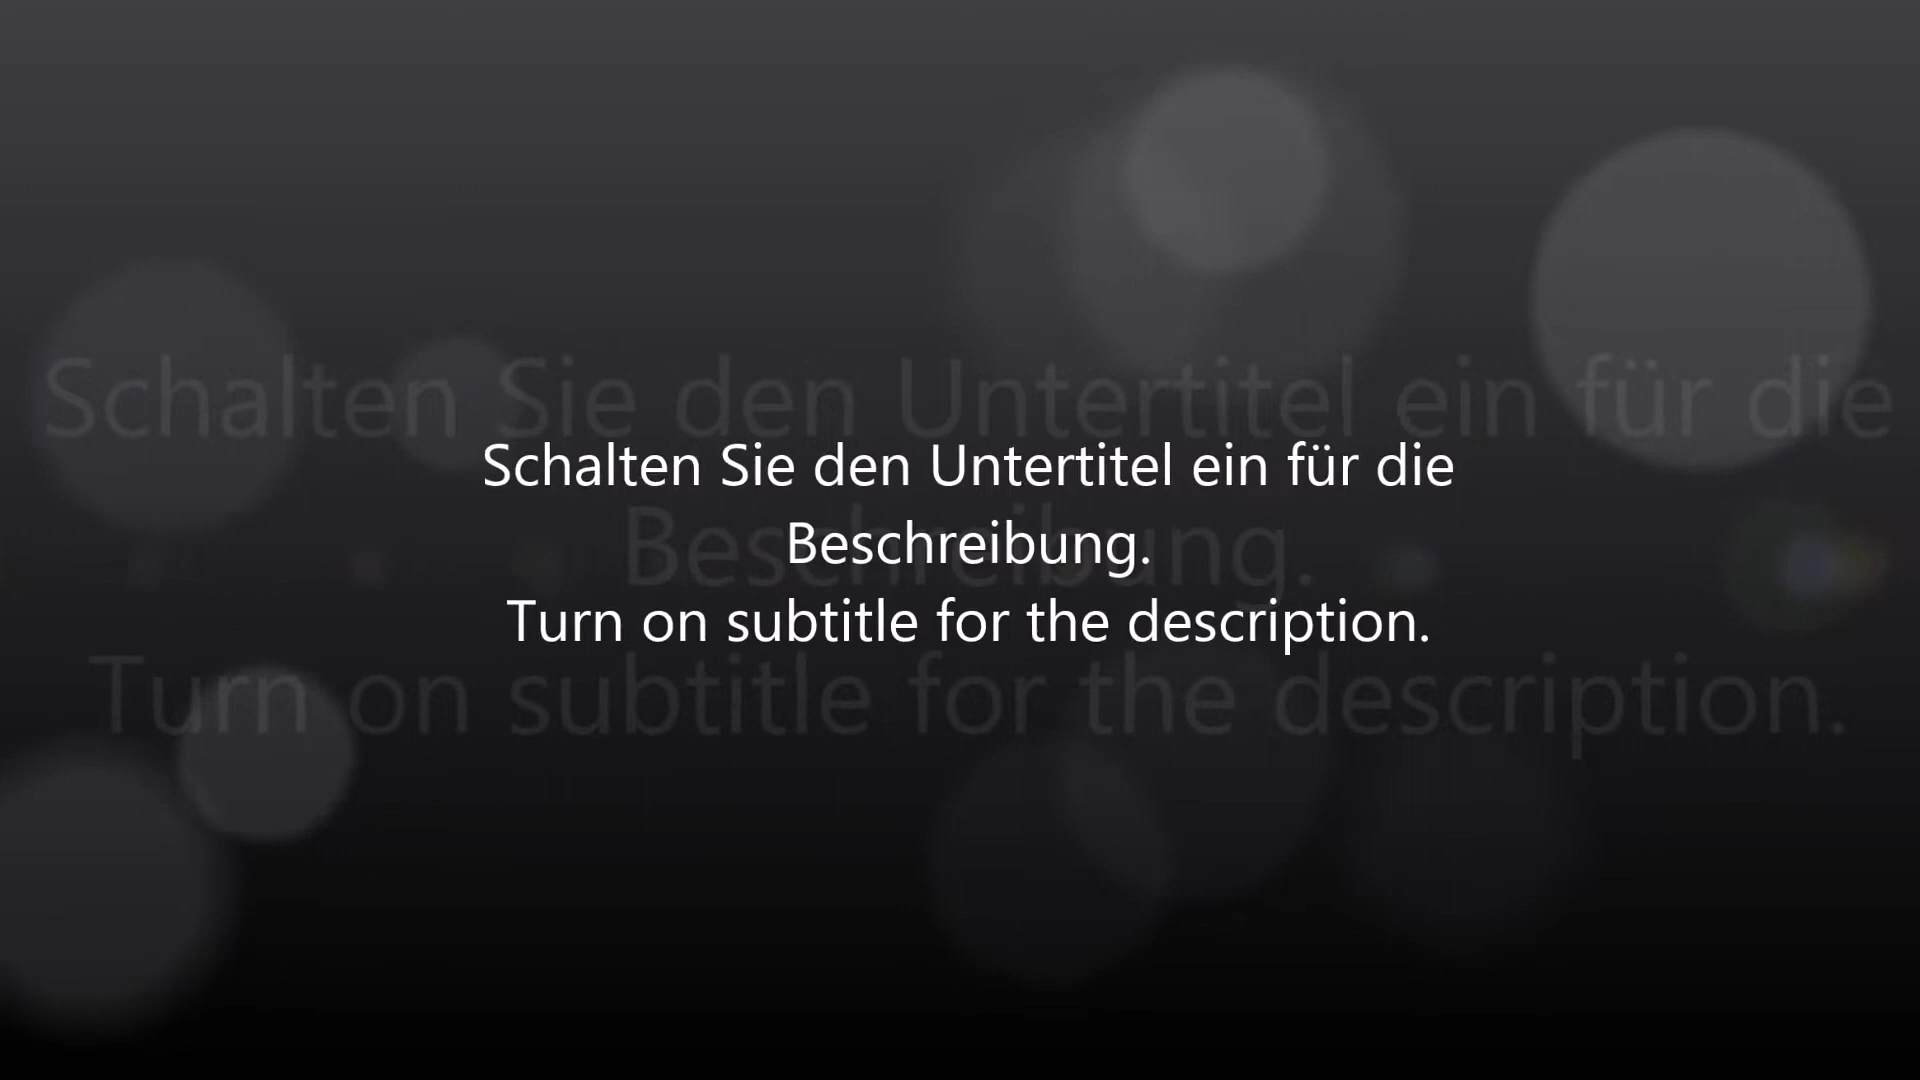 Schalten Sie den Untertitel ein für die
Beschreibung.
Turn on subtitle for the description.